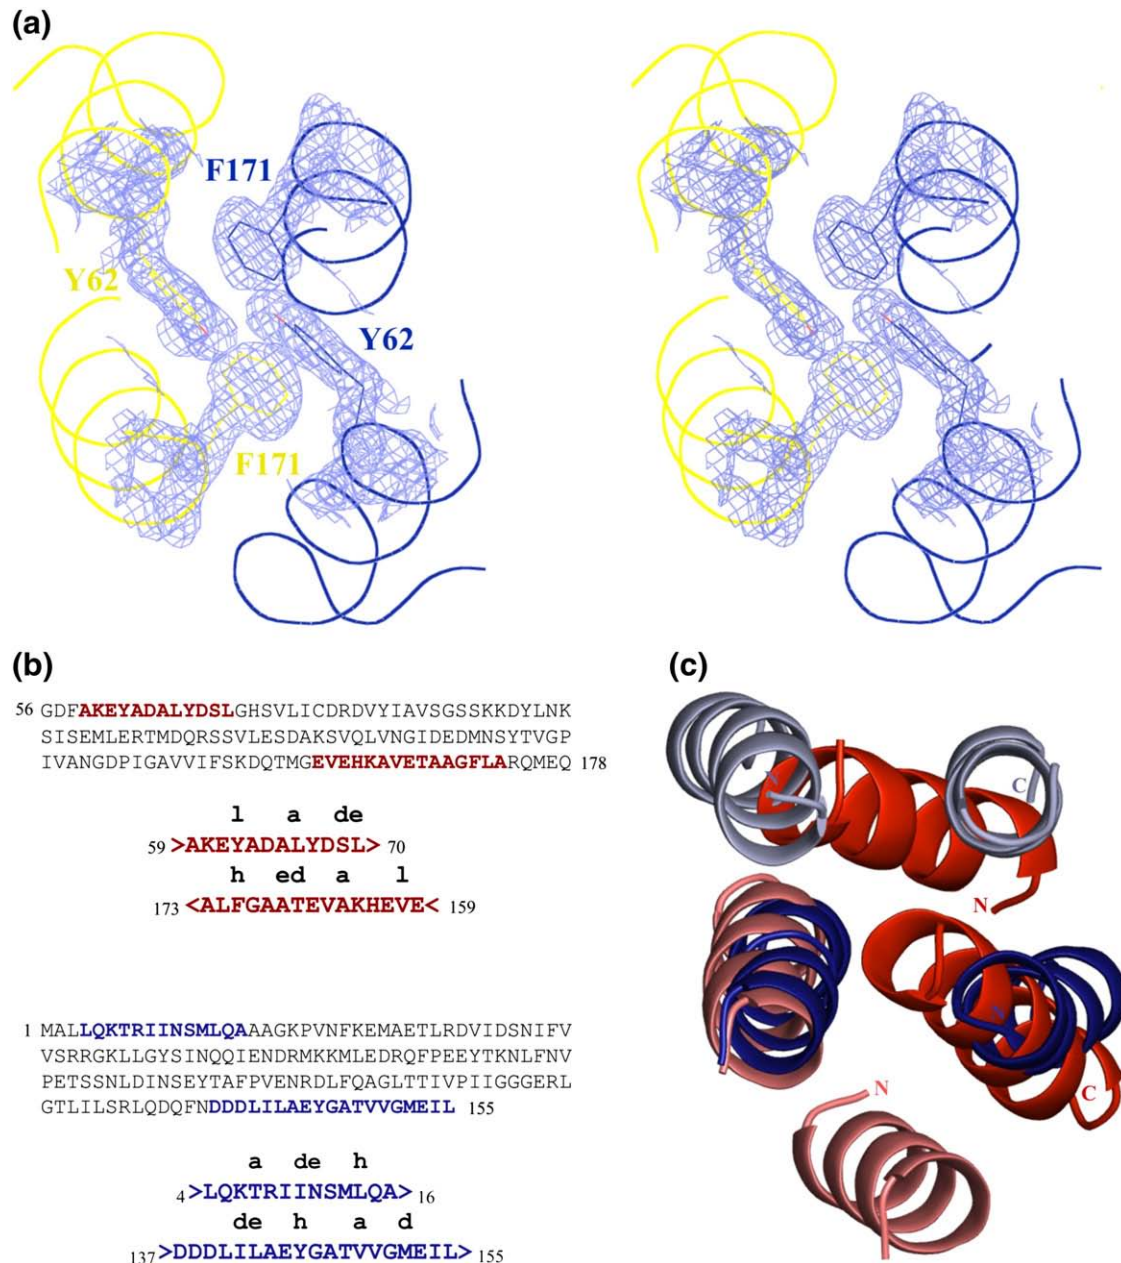 (a)
F171
Y62
Y62
F171
(b)
56 GDFAKEYADALYDSLGHSVLICDRDVYIAVSGSSKKDYLNK
SISEMLERTMDQRSSVLESDAKSVQLVNGIDEDMNSYTVGP
IVANGDPIGAVVIFSKDQTMGEVEHKAVETAAGFLARQMEQ 178
l a de
59 >AKEYADALYDSL> 70
h ed a l
173 <ALFGAATEVAKHEVE< 159
1 MALLQKTRIINSMLQAAAGKPVNFKEMAETLRDVIDSNIFV
VSRRGKLLGYSINQQIENDRMKKMLEDRQFPEEYTKNLFNV
PETSSNLDINSEYTAFPVENRDLFQAGLTTIVPIIGGGERL
GTLILSRLQDQFNDDDLILAEYGATVVGMEIL 155
a de h
4 >LQKTRIINSMLQA> 16
de h a d
137 >DDDLILAEYGATVVGMEIL> 155
(c)
N
C
N
N
C
N